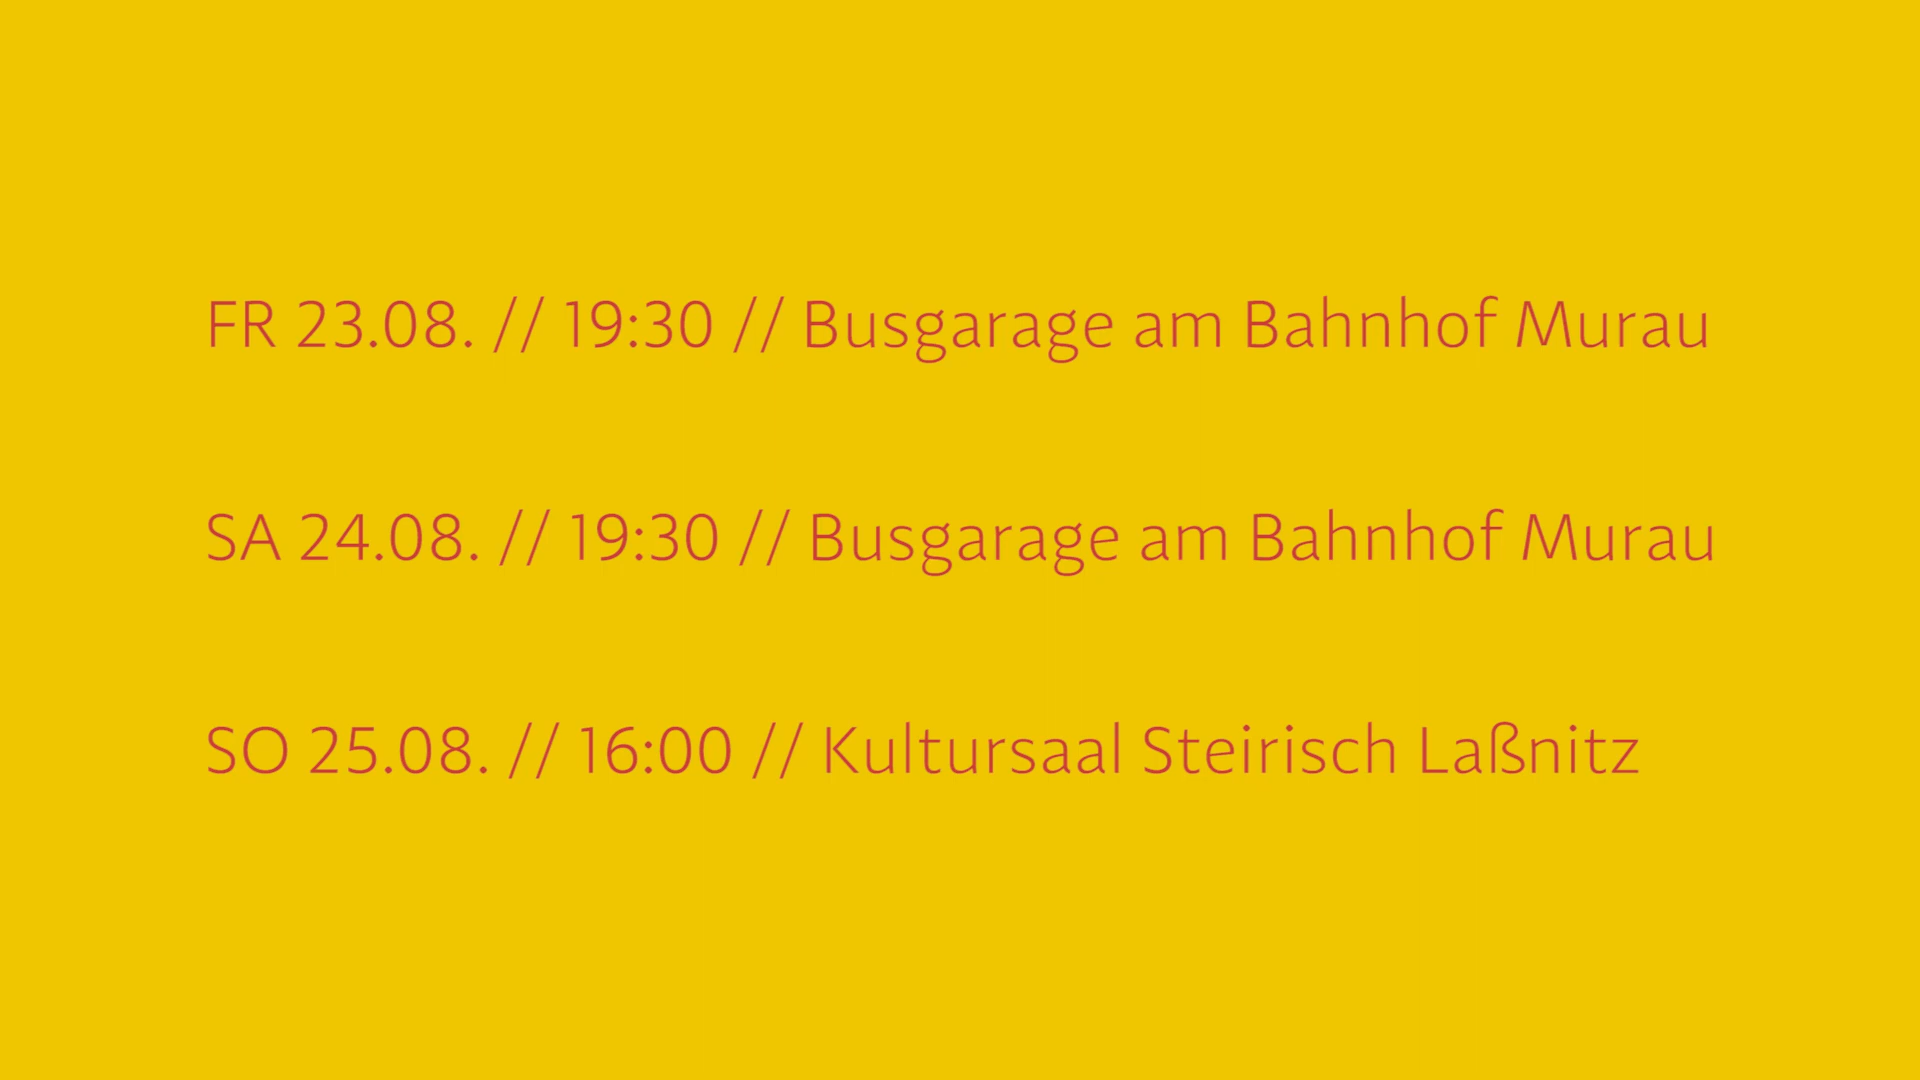 FR 23.08. // 19:30 // Busgarage am Bahnhof Murau
SA 24.08. // 19:30 // Busgarage am Bahnhof Murau
SO 25.08. // 16:00 // Kultursaal Steirisch Laßnitz